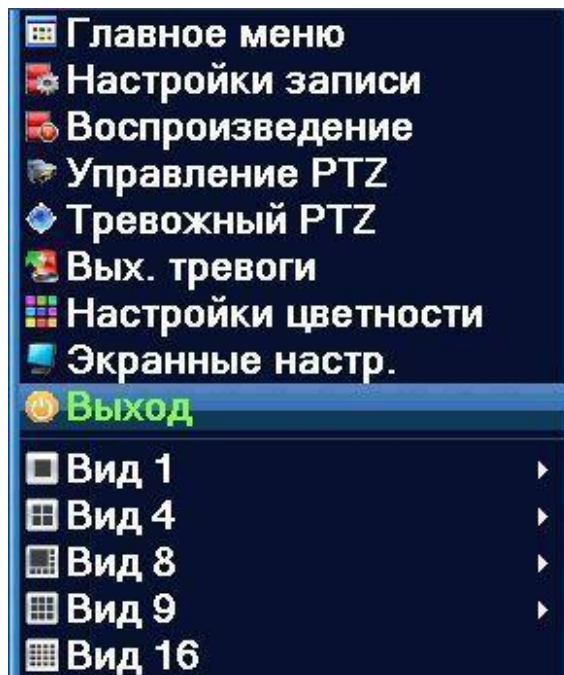 Главное меню
Настройки записи
Воспроизведение
Управление PTZ
Тревожный PTZ
Вых. тревоги
Настройки цветности
Экранные настр.
Выход
Вид 1
Вид 4
Вид 8
Вид 9
Вид 16